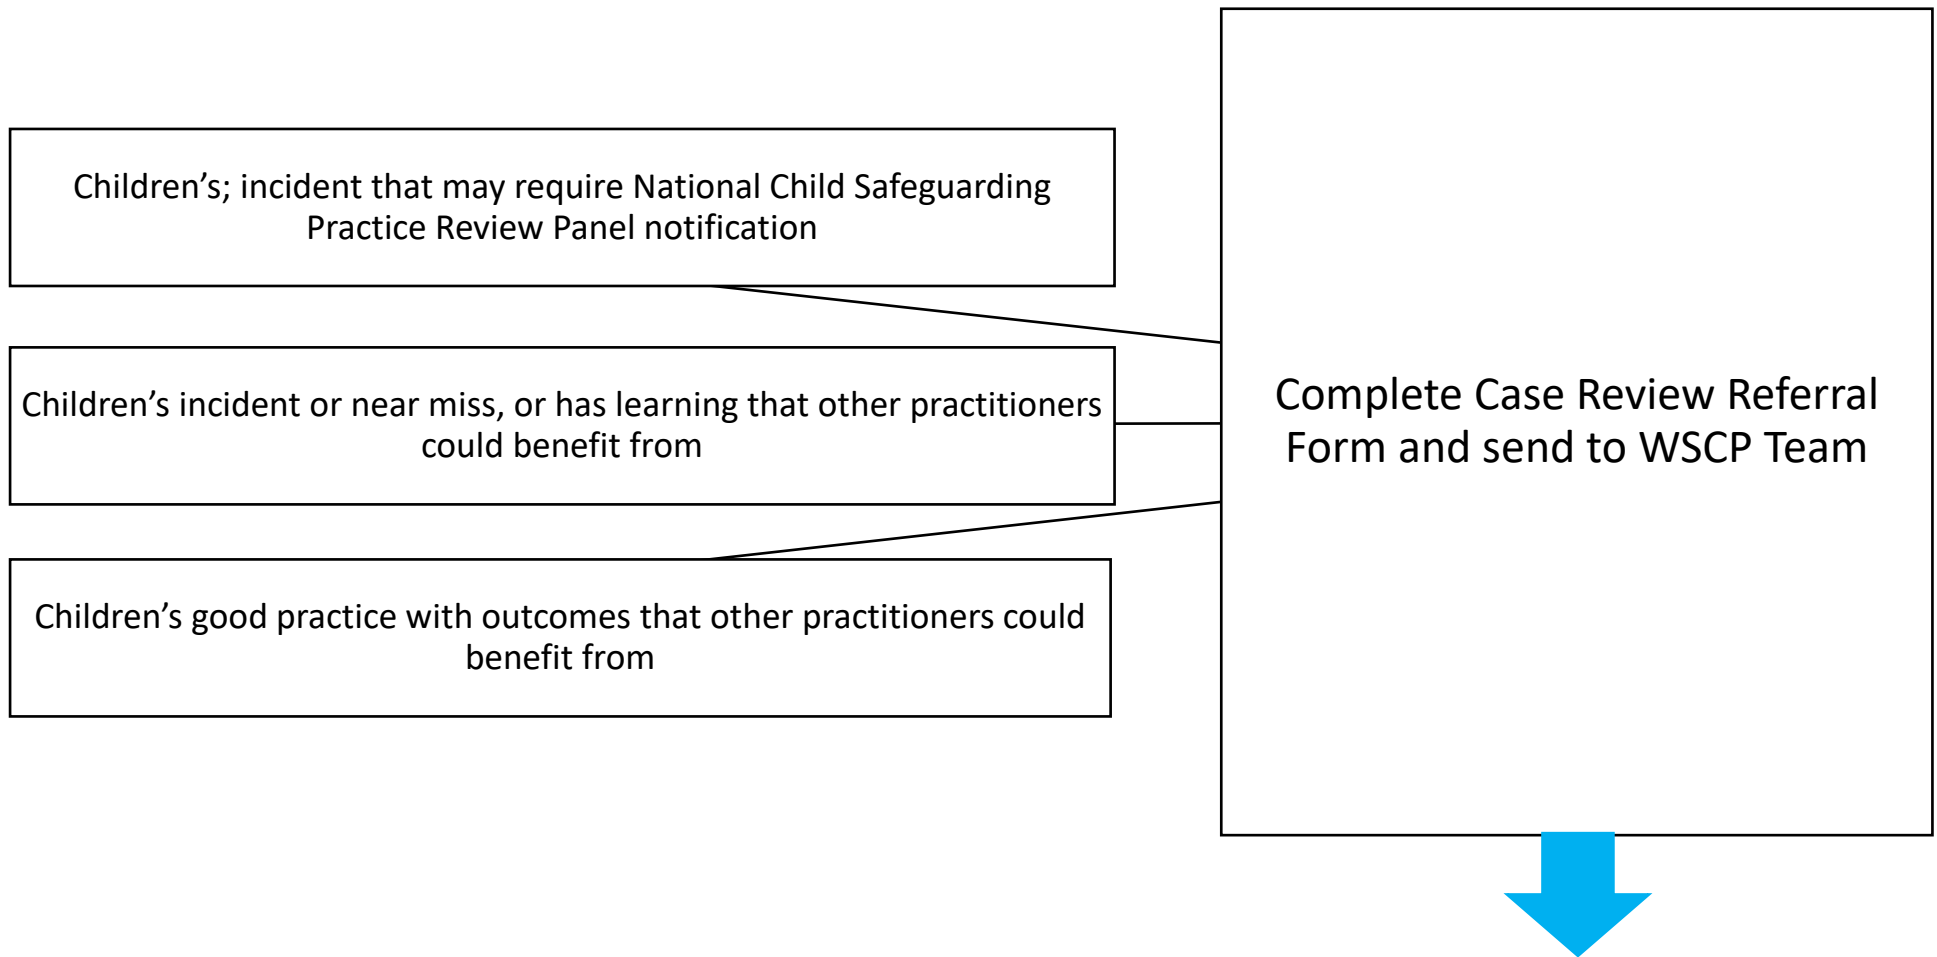 Children’s; incident that may require National Child Safeguarding
Practice Review Panel notification
Children’s incident or near miss, or has learning that other practitioners
could benefit from
Children’s good practice with outcomes that other practitioners could
benefit from
Complete Case Review Referral
Form and send to WSCP Team